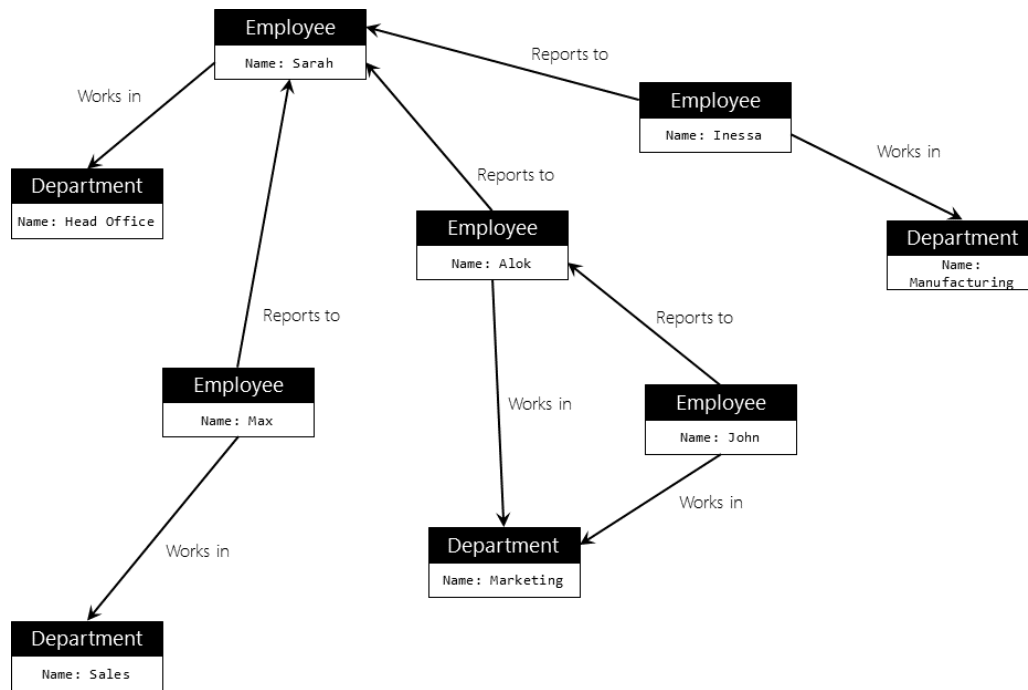 Employee
Name: Sarah
Reports to
Works in
Employee
Name: Inessa
Works in
Department
Name: Head Office
Reports to
Employee
Name: Alok
Department
Name:
Manufacturing
Reports to
Reports to
Employee
Name: Max
Works in
Employee
Name: John
Works in
Department
Name: Marketing
Works in
Department
Name: Sales